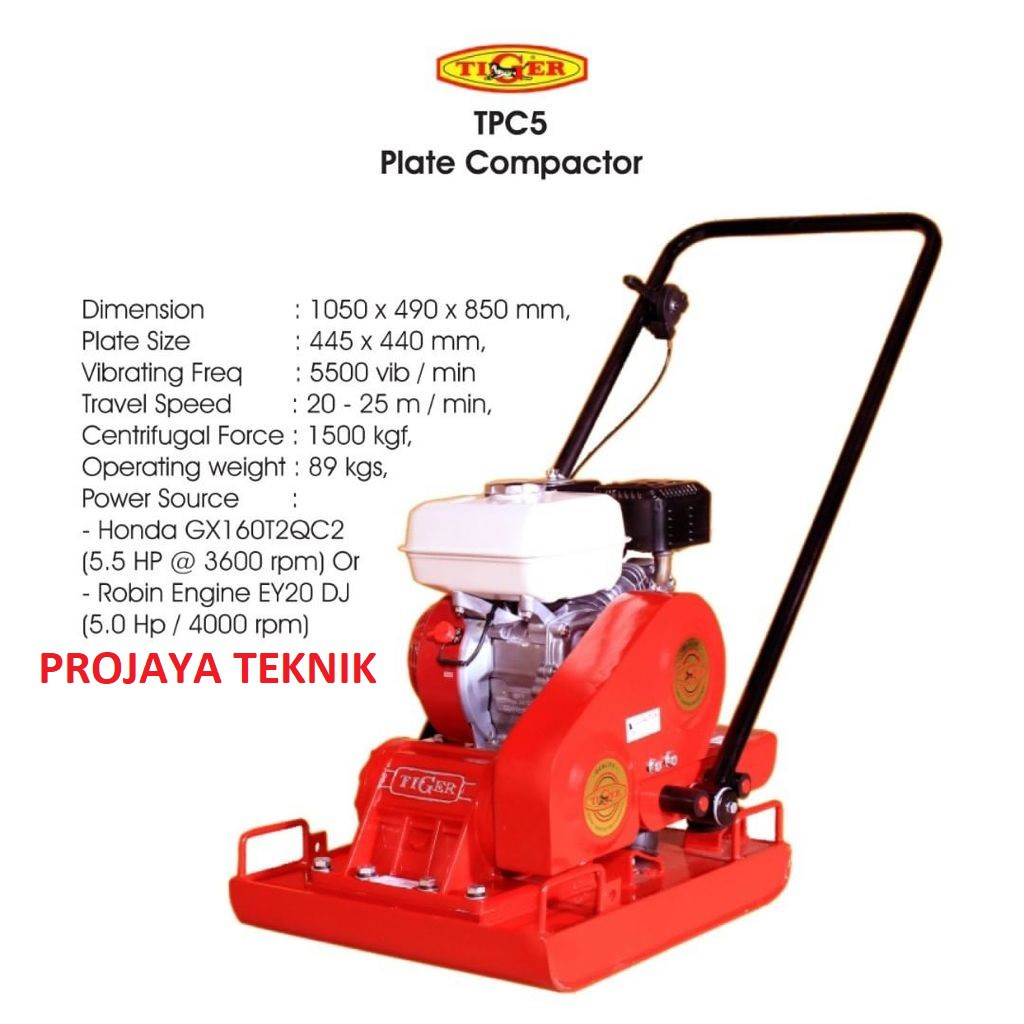 TIGER
TPC5
Plate Compactor
Dimension : 1050 x 490 x 850 mm,
Plate Size : 445 x 440 mm,
Vibrating Freq : 5500 vib / min
Travel Speed : 20 - 25 m / min,
Centrifugal Force : 1500 kgf,
Operating weight : 89 kgs,
Power Source :
- Honda GX160T2QC2
(5.5 HP @ 3600 rpm) Or
- Robin Engine EY20 DJ
(5.0 Hp / 4000 rpm)
PROJAYA TEKNIK
TIGER
TIGER